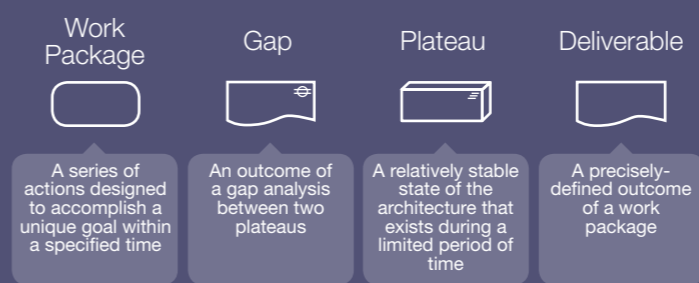 Work
Package
Gap
Plateau
Deliverable
A series of
actions designed
to accomplish a
unique goal within
a specified time
An outcome of
a gap analysis
between two
plateaus
A relatively stable
state of the
architecture that
exists during a
limited period of
time
A precisely-
defined outcome
of a work
package